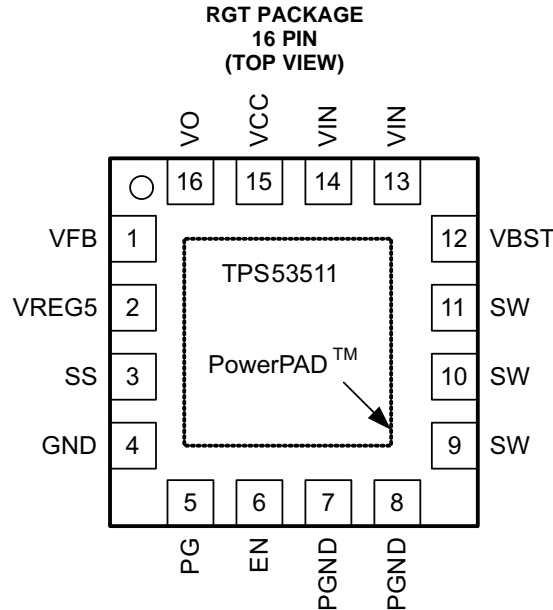 RGT PACKAGE
16 PIN
(TOP VIEW)
VO
VCC
VIN
VIN
16
15
14
13
VFB 1
12 VBST
TPS53511
VREG5 2
11 SW
SS 3
PowerPAD TM
10 SW
GND 4
9 SW
5
6
7
8
PG
EN
PGND
PGND